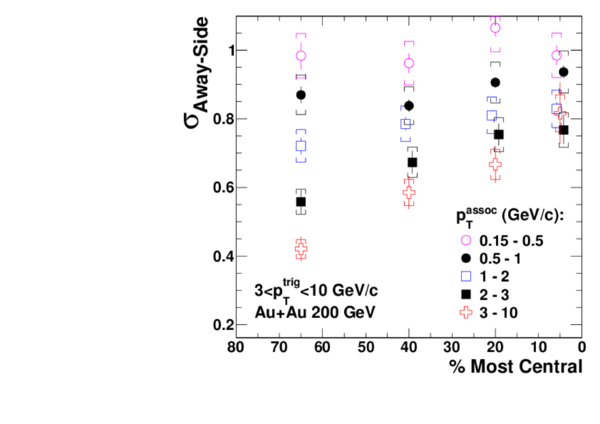 σ Away-Side
1
0.8
0.6
0.4
0.2
p_T^assoc (GeV/c):
0.15 - 0.5
0.5 - 1
1 - 2
2 - 3
3 - 10
3<p_T^trig<10 GeV/c
Au+Au 200 GeV
80 70 60 50 40 30 20 10 0
% Most Central